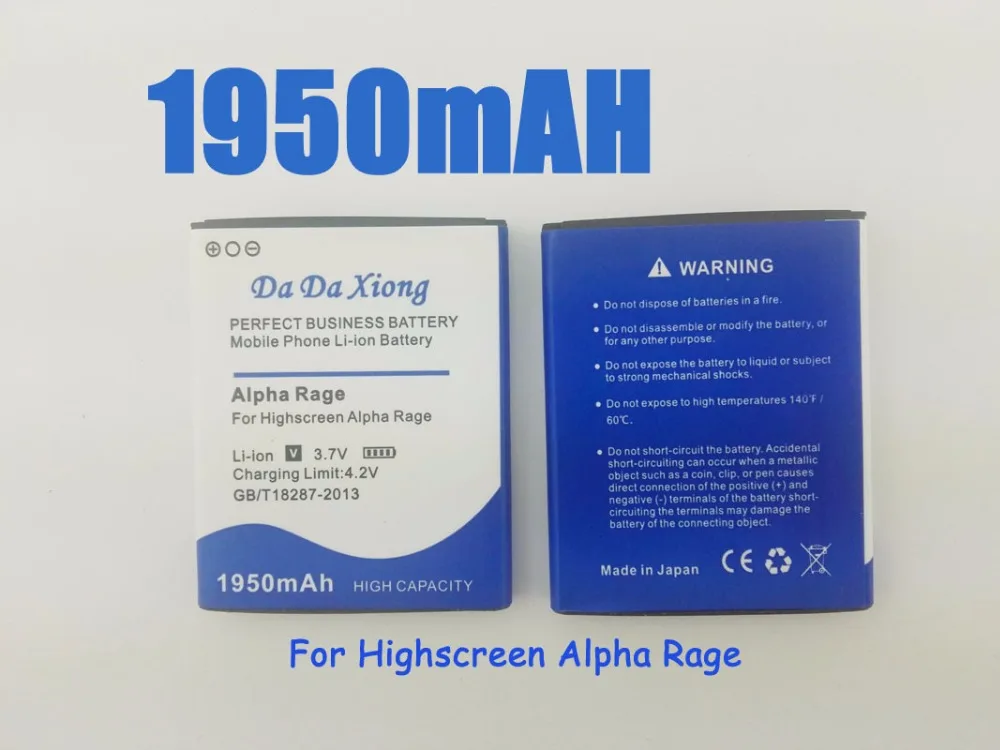 1950mAH
Da Da Xiong
PERFECT BUSINESS BATTERY
Mobile Phone Li-ion Battery
Alpha Rage
For Highscreen Alpha Rage
Li-ion V 3.7V
Charging Limit:4.2V
GB/T18287-2013
1950mAh HIGH CAPACITY
WARNING
• Do not dispose of batteries in a fire.
• Do not disassemble or modify the battery, or
for any other purpose.
• Do not expose the battery to liquid or subject
to strong mechanical shocks.
• Do not expose to high temperatures 140°F /
60℃.
• Do not short-circuit the battery. Accidental
short-circuiting can occur when a metallic
object such as a coin, clip, or pen causes
direct connection of the positive (+) and
negative (-) terminals of the battery short-
circuiting the terminals may damage the
battery of the connecting object.
Made in Japan CE
For Highscreen Alpha Rage